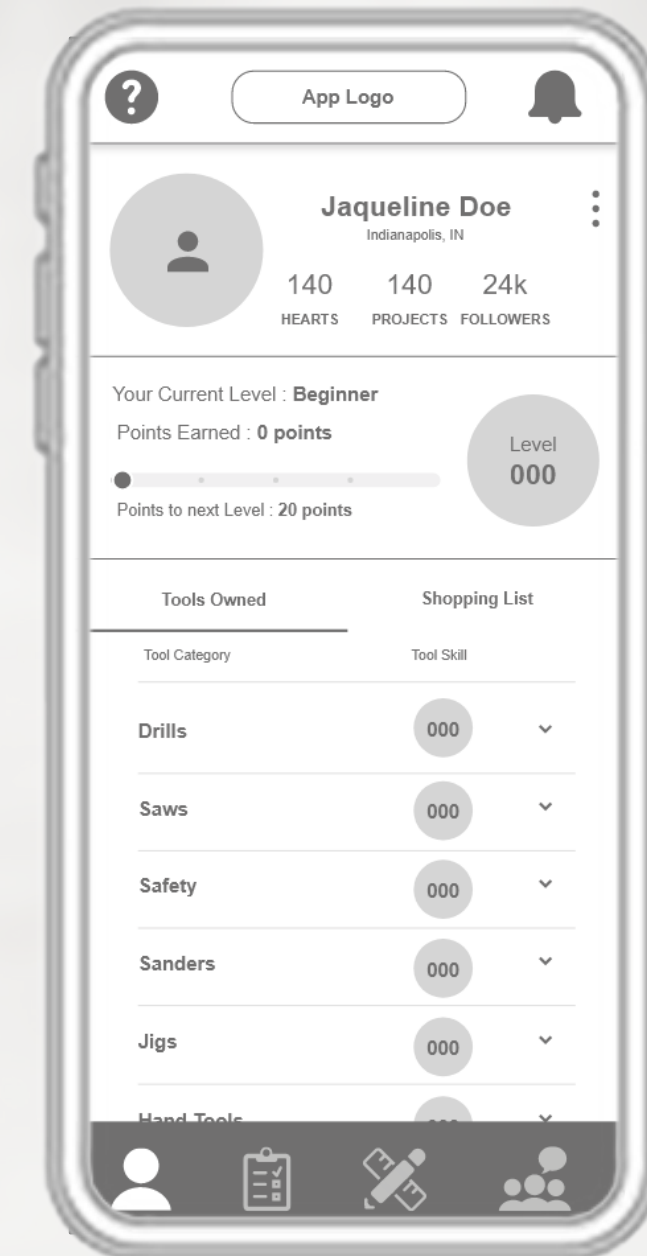 ?
App Logo
Jaqueline Doe
Indianapolis, IN
140 140 24k
HEARTS PROJECTS FOLLOWERS
Your Current Level : Beginner
Points Earned : 0 points
Points to next Level : 20 points
Level
000
Tools Owned Shopping List
Tool Category Tool Skill
Drills 000
Saws 000
Safety 000
Sanders 000
Jigs 000
Hand Tools 000